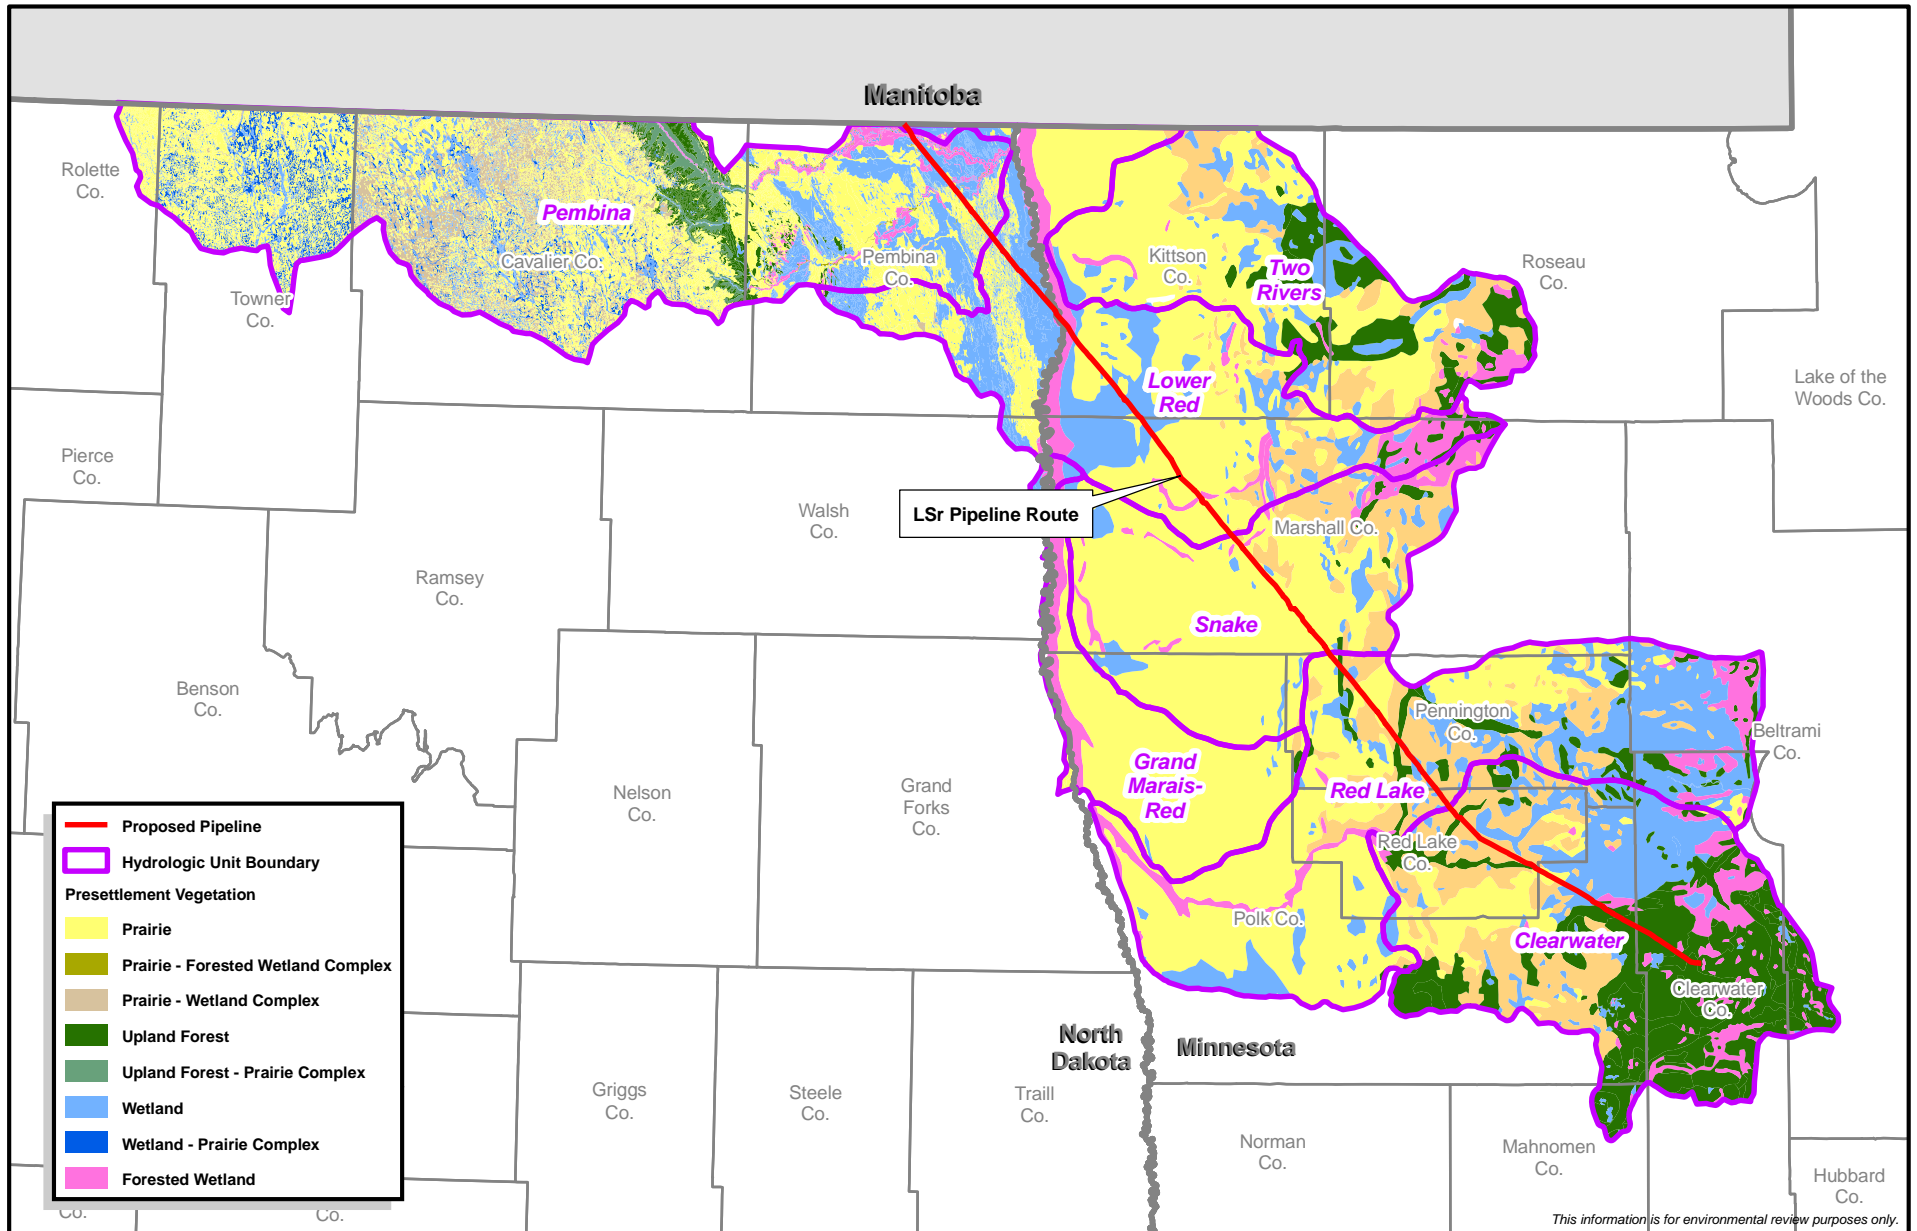 Manitoba
Rolette
Co.
Pembina
Cavalier Co.
Pembina
Co.
Kittson
Co.
Two
Rivers
Roseau
Co.
Towner
Co.
Lower
Red
Lake of the
Woods Co.
Pierce
Co.
Walsh
Co.
LSr Pipeline Route
Marshall Co.
Ramsey
Co.
Snake
Benson
Co.
Pennington
Co.
Beltrami
Co.
Nelson
Co.
Grand
Forks
Co.
Grand
Marais-
Red
Red Lake
Red Lake
Co.
Polk Co.
Clearwater
Clearwater
Co.
North
Dakota
Minnesota
Griggs
Co.
Steele
Co.
Traill
Co.
Norman
Co.
Mahnomen
Co.
Hubbard
Co.
Proposed Pipeline
Hydrologic Unit Boundary
Presettlement Vegetation
Prairie
Prairie - Forested Wetland Complex
Prairie - Wetland Complex
Upland Forest
Upland Forest - Prairie Complex
Wetland
Wetland - Prairie Complex
Forested Wetland
Co.
Co.
This information is for environmental review purposes only.